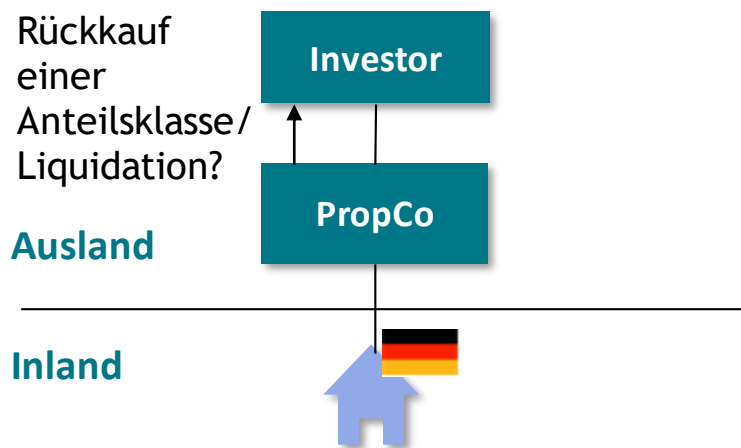 Rückkauf
einer
Anteilsklasse/
Liquidation?
Investor
PropCo
Ausland
Inland